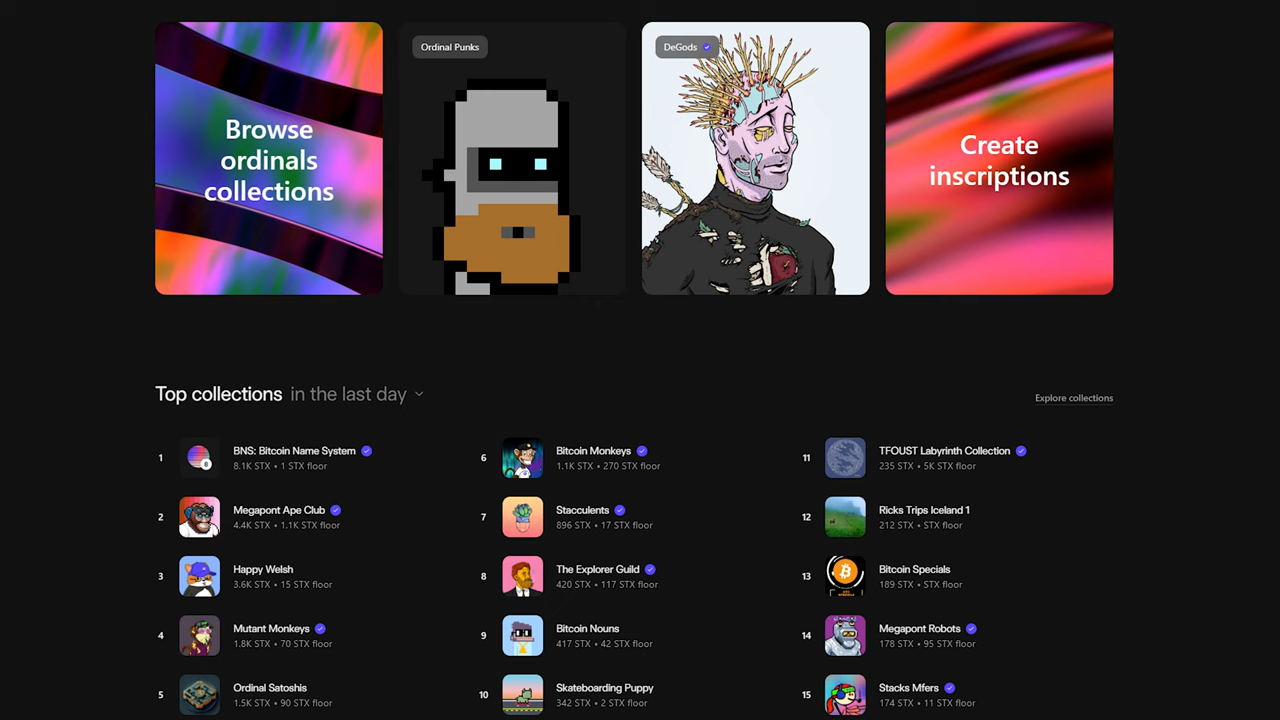 Browse
ordinals
collections
Ordinal Punks
DeGods
Create
inscriptions
Top collections in the last day
Explore collections
1
BNS: Bitcoin Name System
8.1K STX • 1 STX floor
2
Megapont Ape Club
4.4K STX • 1.1K STX floor
3
Happy Welsh
3.6K STX • 15 STX floor
4
Mutant Monkeys
1.8K STX • 70 STX floor
5
Ordinal Satoshis
1.5K STX • 90 STX floor
6
Bitcoin Monkeys
1.1K STX • 270 STX floor
7
Stacculents
896 STX • 17 STX floor
8
The Explorer Guild
420 STX • 117 STX floor
9
Bitcoin Nouns
417 STX • 42 STX floor
10
Skateboarding Puppy
342 STX • 2 STX floor
11
TFOUST Labyrinth Collection
235 STX • 5K STX floor
12
Ricks Trips Iceland 1
212 STX • STX floor
13
Bitcoin Specials
189 STX • STX floor
14
Megapont Robots
178 STX • 95 STX floor
15
Stacks Mfers
174 STX • 11 STX floor